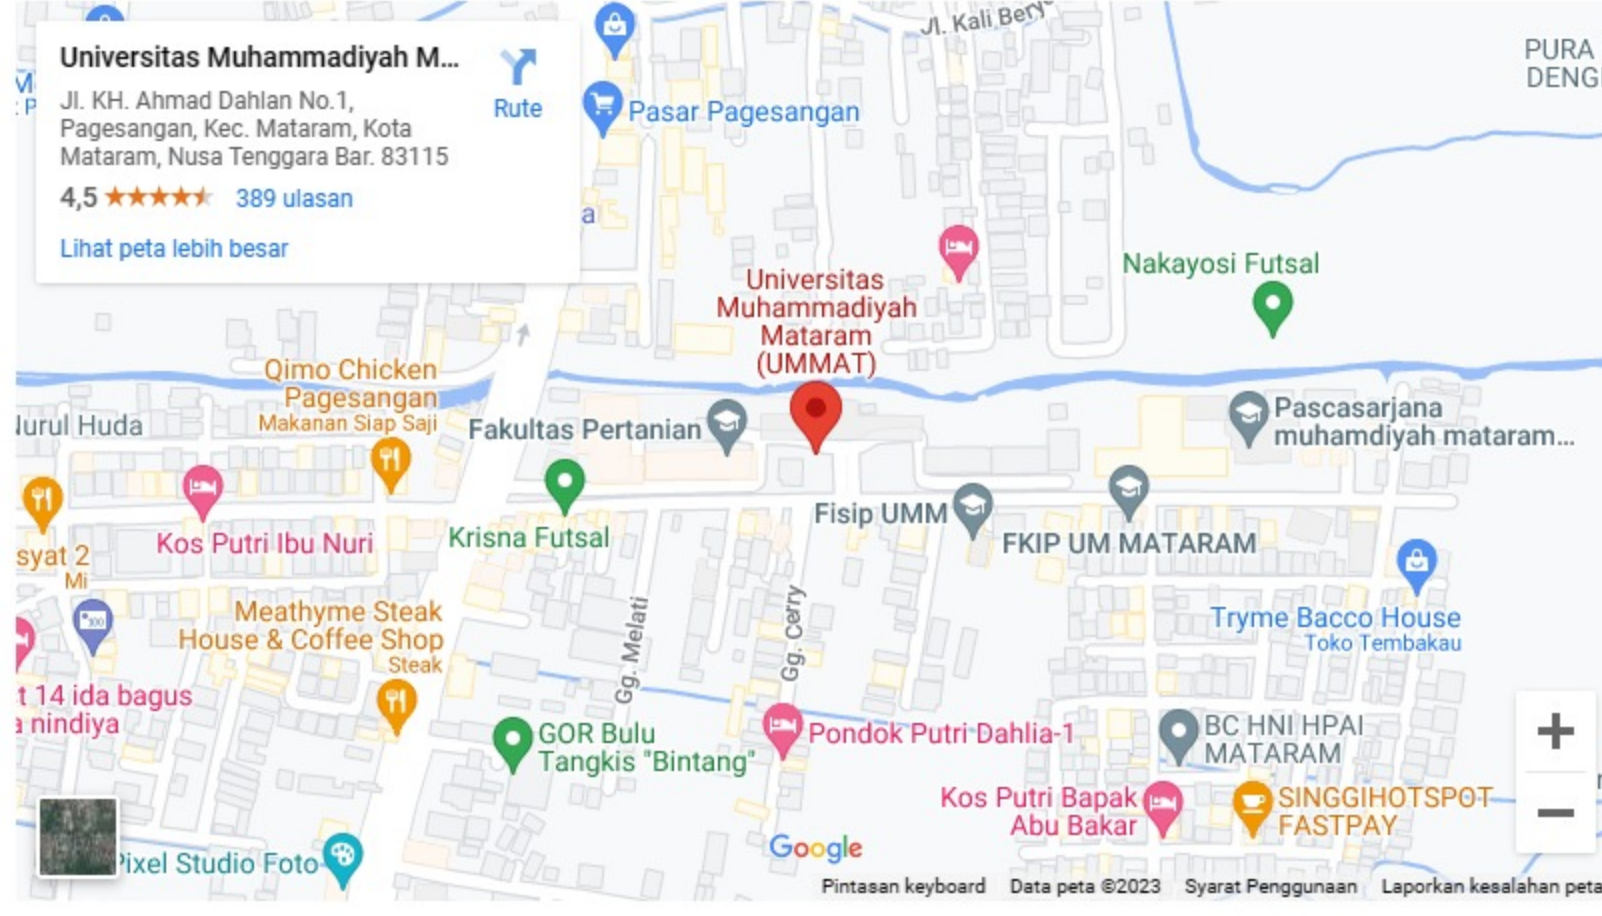 Universitas Muhammadiyah M...
Jl. KH. Ahmad Dahlan No.1,
Pagesangan, Kec. Mataram, Kota
Mataram, Nusa Tenggara Bar. 83115
4,5 389 ulasan
Lihat peta lebih besar
Rute
Pasar Pagesangan
Jl. Kali
PURA
DENG
Nakayosi Futsal
Universitas
Muhammadiyah
Mataram
(UMMAT)
Qimo Chicken
Pagesangan
Makanan Siap Saji
Nurul Huda
Fakultas Pertanian
Pascasarjana
muhamdiyah mataram...
Kos Putri Ibu Nuri
Krisna Futsal
Fisip UMM
FKIP UM MATARAM
syat 2
Mi
Meathyme Steak
House & Coffee Shop
Steak
Gg. Melati
Gg. Cerry
Tryme Bacco House
Toko Tembakau
t 14 ida bagus
a nindiya
GOR Bulu
Tangkis "Bintang"
Pondok Putri Dahlia-1
BC HNI HPAI
MATARAM
Kos Putri Bapak
Abu Bakar
SINGGIHOTSPOT
FASTPAY
Pixel Studio Foto
Google
Pintasan keyboard Data peta ©2023 Syarat Penggunaan Laporkan kesalahan peta